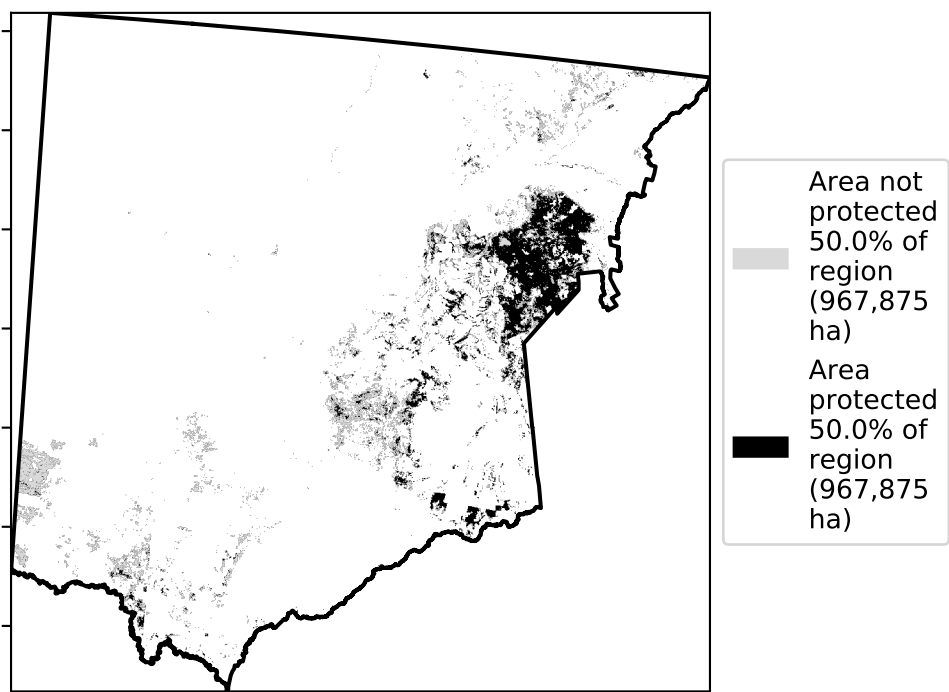 Area not
protected
50.0% of
region
(967,875
ha)
Area
protected
50.0% of
region
(967,875
ha)